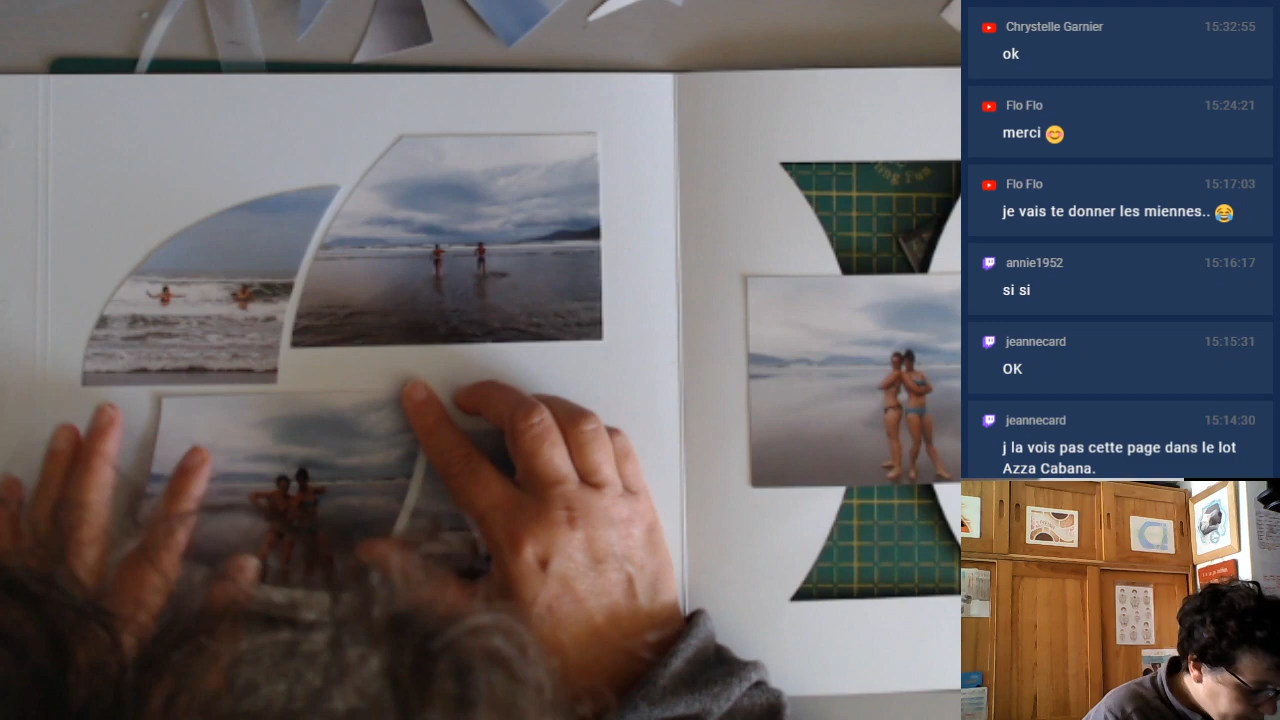 Chrystelle Garnier
15:32:55
ok
Flo Flo
15:24:21
merci 😊
Flo Flo
15:17:03
je vais te donner les miennes.. 😂
annie1952
15:16:17
si si
jeannecard
15:15:31
OK
jeannecard
15:14:30
j la vois pas cette page dans le lot
Azza Cabana.